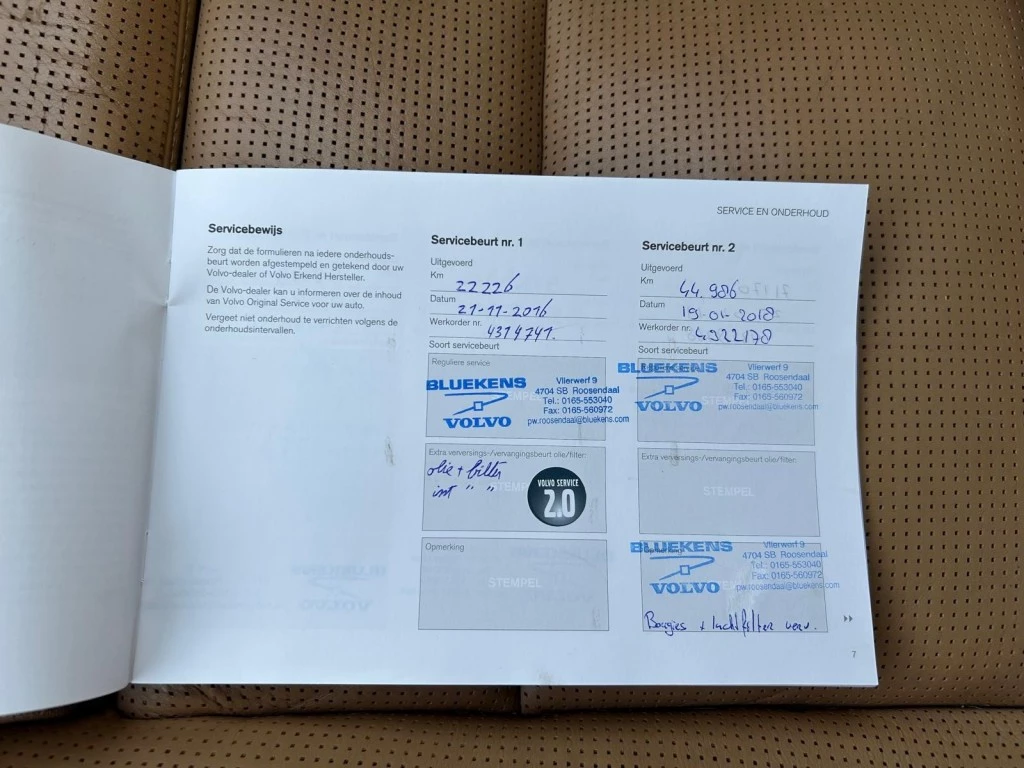 SERVICE EN ONDERHOUD
Servicebewijs
Zorg dat de formulieren na iedere onderhouds-
beurt worden afgestempeld en getekend door uw
Volvo-dealer of Volvo Erkend Hersteller.
De Volvo-dealer kan u informeren over de inhoud
van Volvo Original Service voor uw auto.
Vergeet niet onderhoud te verrichten volgens de
onderhoudsintervallen.
Servicebeurt nr. 1
Uitgevoerd
Km 22226
Datum 21-11-2016
Werkorder nr. 4314741.
Soort servicebeurt
Reguliere service
BLUEKENS
VOLVO
Vlierwerf 9
4704 SB Roosendaal
Tel.: 0165-553040
Fax: 0165-560972
pw.roosendaal@bluekens.com
Extra verversings-/vervangingsbeurt olie/filter:
olie + filter
int " "
STEMPEL
VOLVO SERVICE
2.0
Opmerking
STEMPEL
Servicebeurt nr. 2
Uitgevoerd
Km 44.986
Datum 19-01-2018
Werkorder nr. 4922178
Soort servicebeurt
BLUEKENS
VOLVO
Vlierwerf 9
4704 SB Roosendaal
Tel.: 0165-553040
Fax: 0165-560972
pw.roosendaal@bluekens.com
Extra verversings-/vervangingsbeurt olie/filter:
STEMPEL
BLUEKENS
VOLVO
Vlierwerf 9
4704 SB Roosendaal
Tel.: 0165-553040
Fax: 0165-560972
pw.roosendaal@bluekens.com
Bougies + luchtfilter verv.
7